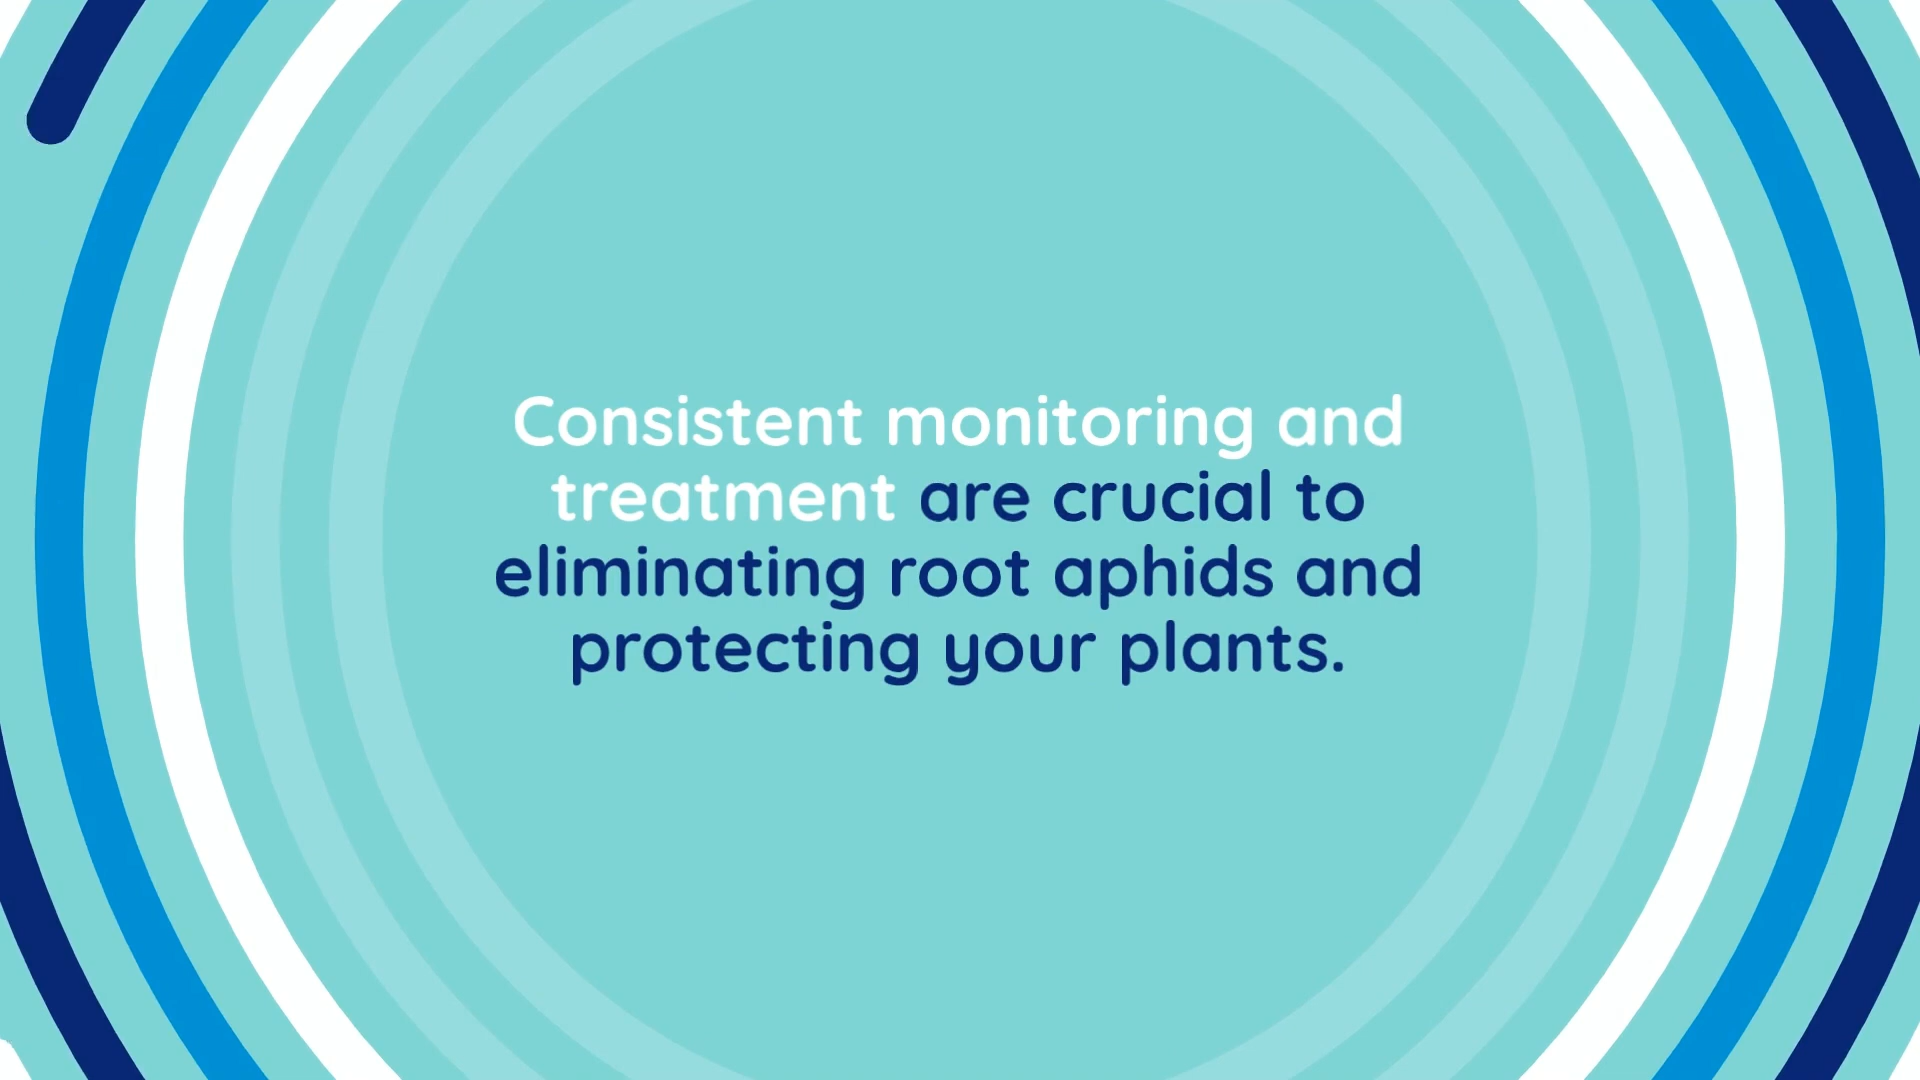 Consistent monitoring and
treatment are crucial to
eliminating root aphids and
protecting your plants.